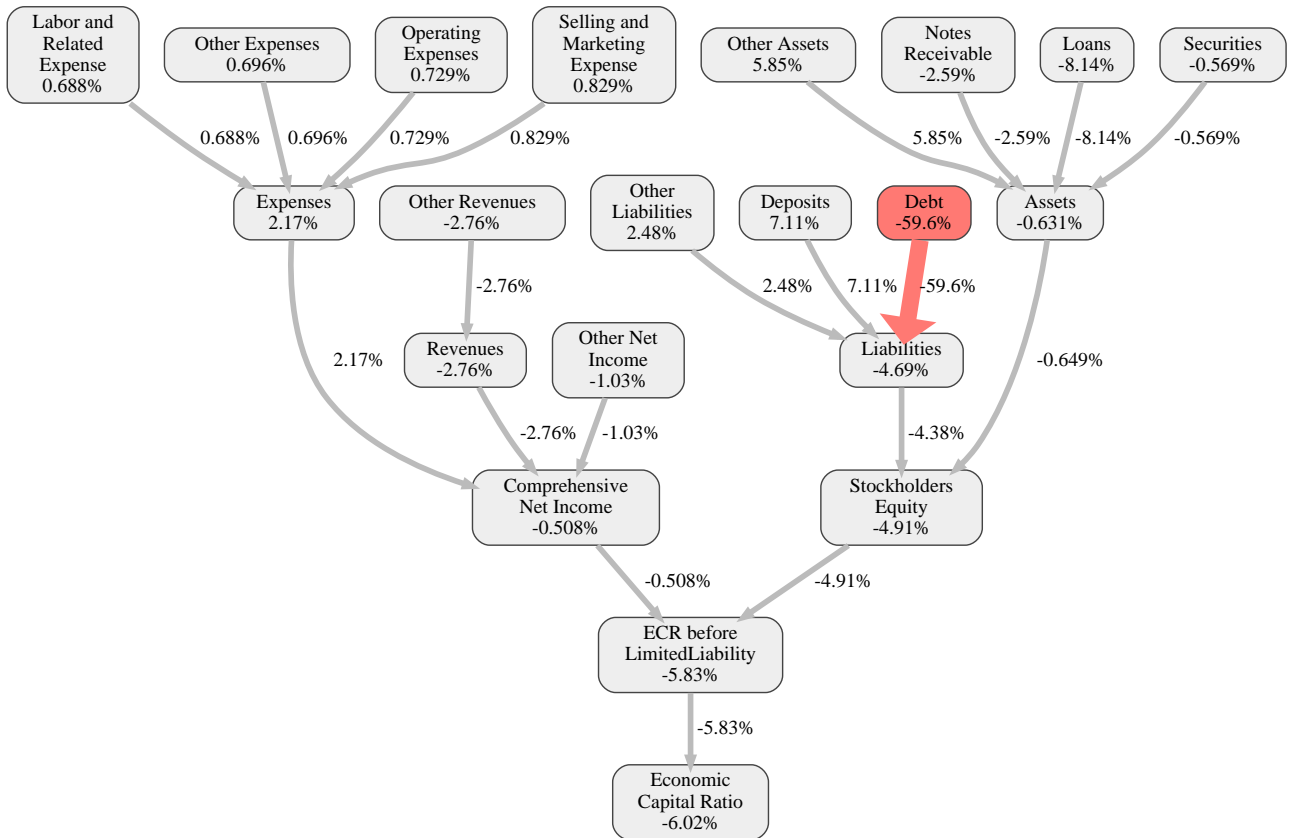 Labor and
Related
Expense
0.688%
Other Expenses
0.696%
Operating
Expenses
0.729%
Selling and
Marketing
Expense
0.829%
Other Assets
5.85%
Notes
Receivable
-2.59%
Loans
-8.14%
Securities
-0.569%
0.688%
0.696%
0.729%
0.829%
5.85%
-2.59%
-8.14%
-0.569%
Expenses
2.17%
Other Revenues
-2.76%
Other
Liabilities
2.48%
Deposits
7.11%
Debt
-59.6%
Assets
-0.631%
-2.76%
2.48%
7.11%
-59.6%
2.17%
Revenues
-2.76%
Other Net
Income
-1.03%
Liabilities
-4.69%
-0.649%
-2.76%
-1.03%
-4.38%
Comprehensive
Net Income
-0.508%
Stockholders
Equity
-4.91%
-0.508%
-4.91%
ECR before
LimitedLiability
-5.83%
-5.83%
Economic
Capital Ratio
-6.02%